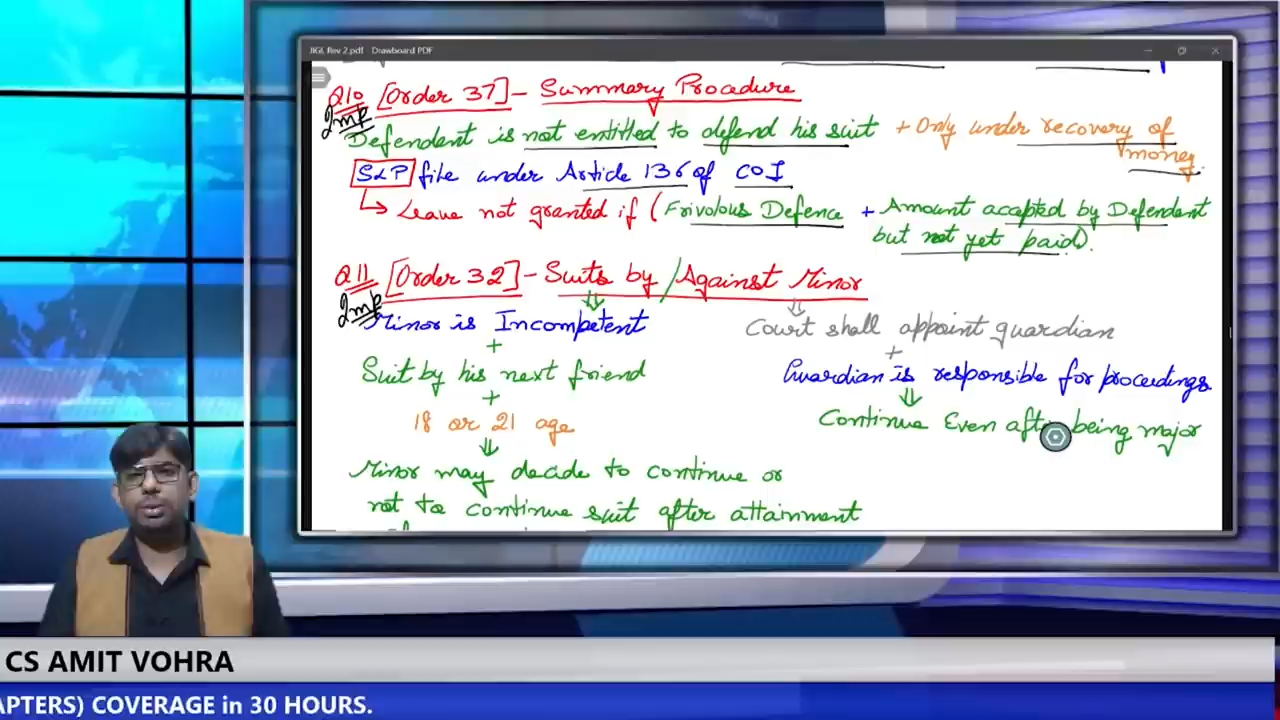 JIGL Rev 2.pdf Drawboard PDF
Q10 [Order 37] - Summary Procedure
Imp
Defendent is not entitled to defend his suit + Only under recovery of
money.
SLP file under Article 136 of COI
Leave not granted if (Frivolous Defence + Amount acapted by Defendent
but not yet paid).
Q11 [Order 32] - Suits by / Against Minor
Imp
Minor is Incompetent
+
Suit by his next friend
+
18 or 21 age
Minor may decide to continue or
not to continue suit after attainment
Court shall appoint guardian
+
Guardian is responsible for proceedings
Continue Even after being major
CS AMIT VOHRA
APTERS) COVERAGE in 30 HOURS.